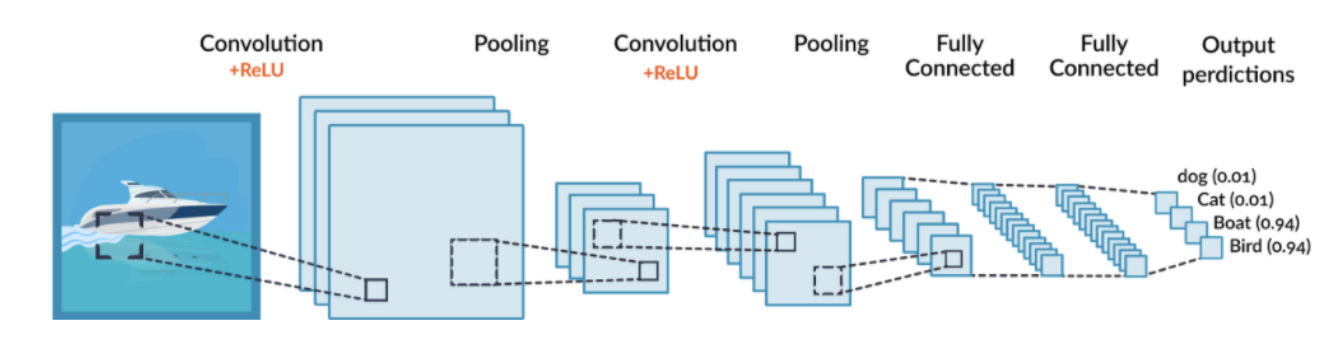 Convolution
+ReLU
Pooling
Convolution
+ReLU
Pooling
Fully
Connected
Fully
Connected
Output
perdictions
dog (0.01)
Cat (0.01)
Boat (0.94)
Bird (0.94)